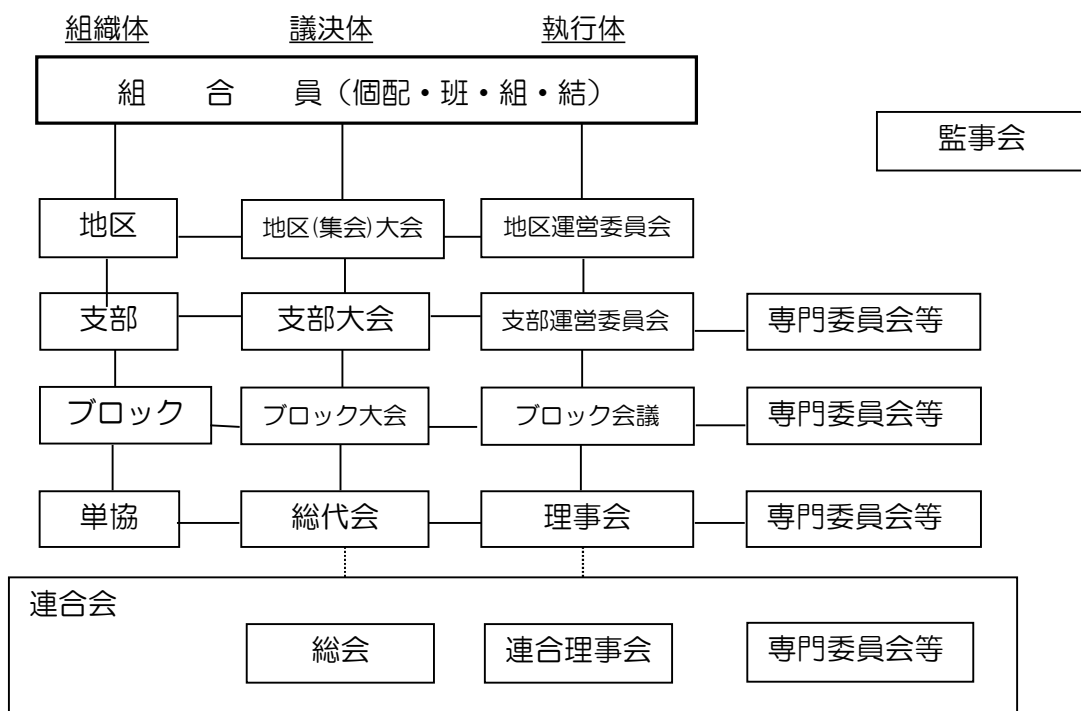 組織体 議決体 執行体
組 合 員（個配・班・組・結）
監事会
地区 地区(集会)大会 地区運営委員会
支部 支部大会 支部運営委員会 専門委員会等
ブロック ブロック大会 ブロック会議 専門委員会等
単協 総代会 理事会 専門委員会等
連合会
総会 連合理事会 専門委員会等